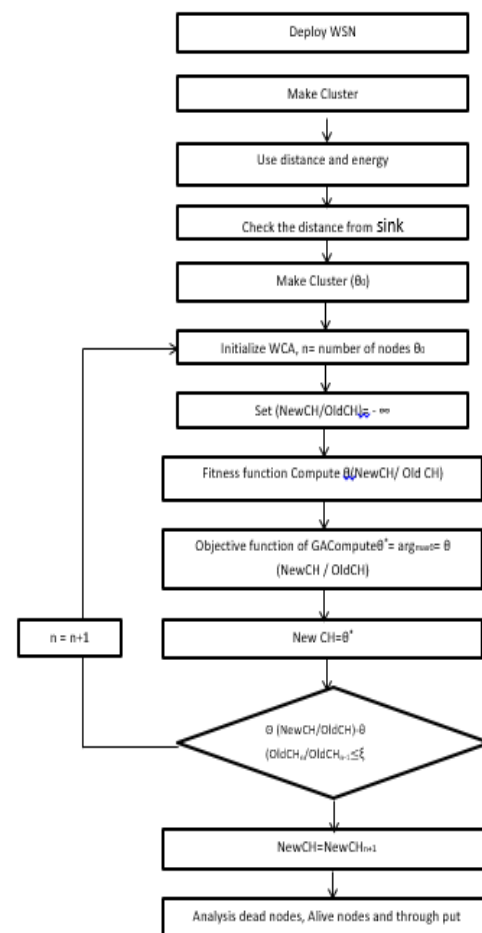 Deploy WSN
Make Cluster
Use distance and energy
Check the distance from sink
Make Cluster (θ₀)
Initialize WCA, n= number of nodes θ₀
Set (NewCH/OldCH)= - ∞
Fitness function Compute θ(NewCH/ Old CH)
Objective function of GAComputeθ*= argmaxθ= θ
(NewCH / OldCH)
n = n+1
New CH=θ*
Θ (NewCH/OldCH)-θ
(OldCHₙ/OldCHₙ₋₁≤ξ
NewCH=NewCHₙ₊₁
Analysis dead nodes, Alive nodes and through put